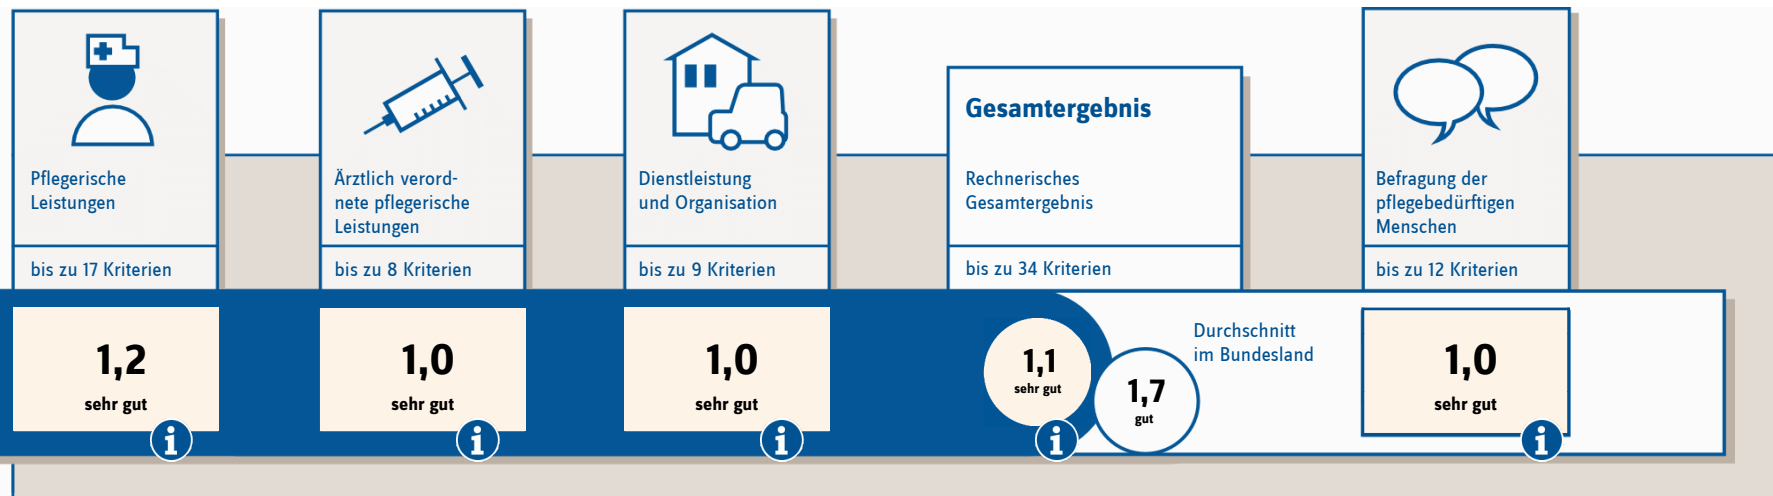 Pflegerische
Leistungen
bis zu 17 Kriterien
1,2
sehr gut
i
Ärztlich verord-
nete pflegerische
Leistungen
bis zu 8 Kriterien
1,0
sehr gut
i
Dienstleistung
und Organisation
bis zu 9 Kriterien
1,0
sehr gut
i
Gesamtergebnis
Rechnerisches
Gesamtergebnis
bis zu 34 Kriterien
1,1
sehr gut
i
1,7
gut
Durchschnitt
im Bundesland
Befragung der
pflegebedürftigen
Menschen
bis zu 12 Kriterien
1,0
sehr gut
i